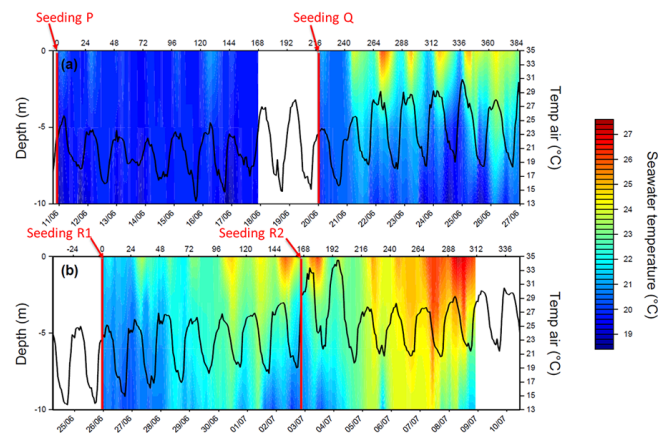 Seeding P
Seeding Q
0 24 48 72 96 120 144 168 192 216 240 264 288 312 336 360 384
(a)
Depth (m)
0
-5
-10
35
33
31
29
27
25
23
21
19
17
15
13
Temp air (°C)
11/06 12/06 13/06 14/06 15/06 16/06 17/06 18/06 19/06 20/06 21/06 22/06 23/06 24/06 25/06 26/06 27/06
Seeding R1
Seeding R2
-24 0 24 48 72 96 120 144 168 192 216 240 264 288 312 336
(b)
Depth (m)
0
-5
-10
35
33
31
29
27
25
23
21
19
17
15
13
Temp air (°C)
25/06 26/06 27/06 28/06 29/06 30/06 01/07 02/07 03/07 04/07 05/07 06/07 07/07 08/07 09/07 10/07
27
26
25
24
23
22
21
20
19
Seawater temperature (°C)